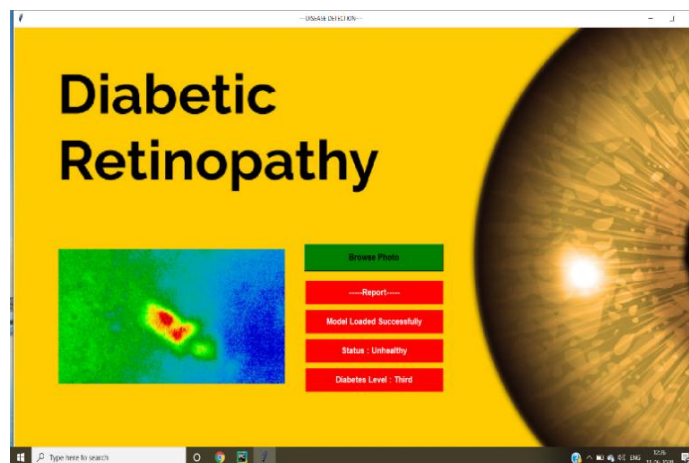 ---DISEASE DETECTION---
Diabetic
Retinopathy
Browse Photo
-----Report-----
Model Loaded Successfully
Status : Unhealthy
Diabetes Level : Third
Type here to search
ENG